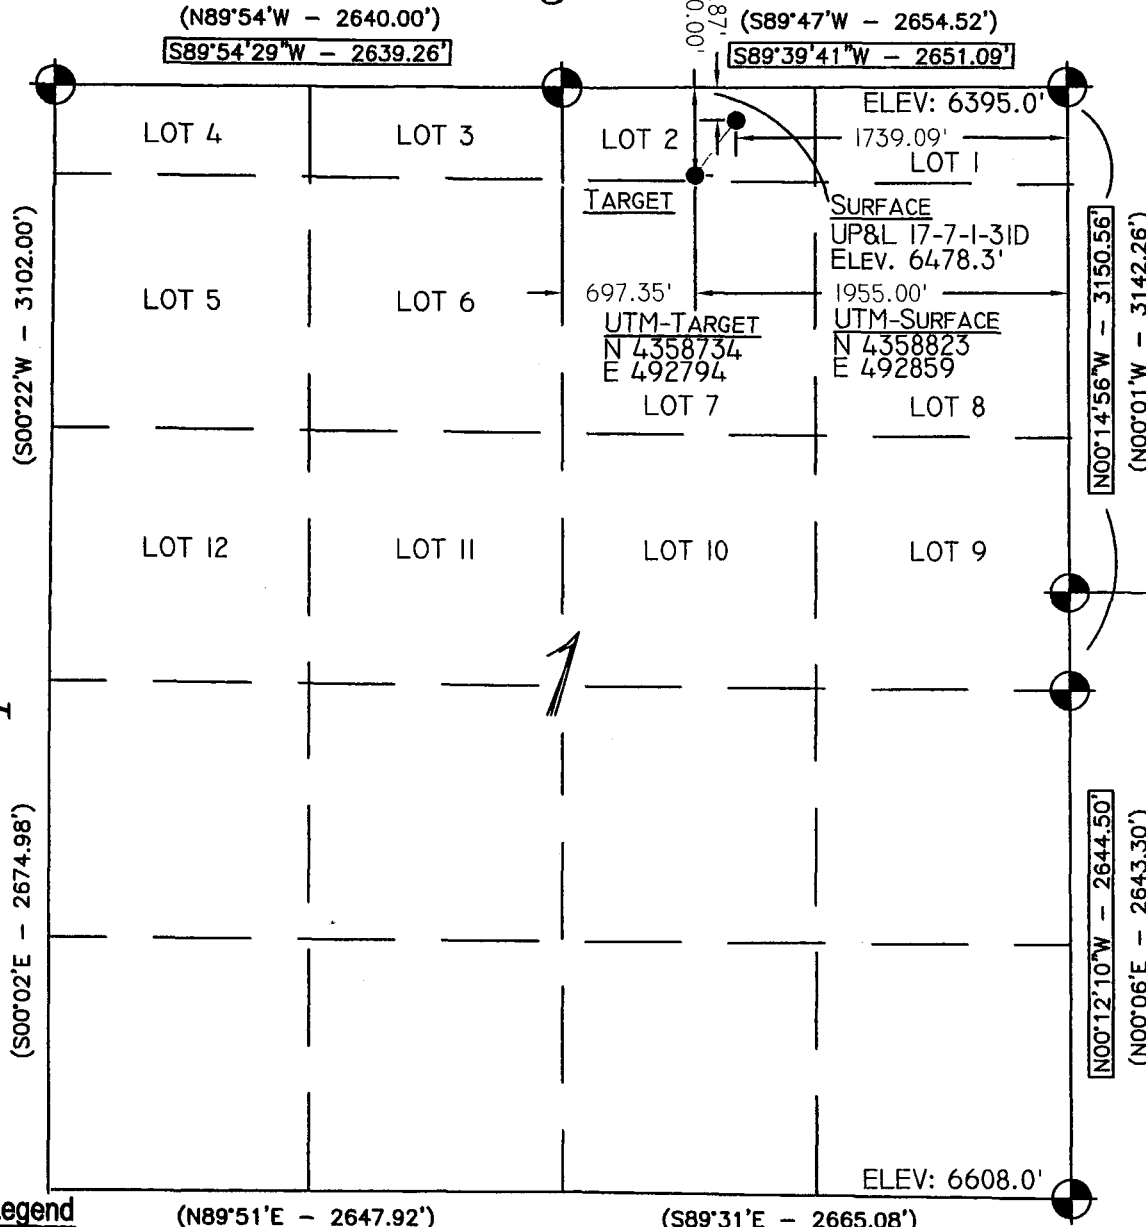 (N89°54'W - 2640.00')
S89°54'29"W - 2639.26'
87'
0.00'
(S89°47'W - 2654.52')
S89°39'41"W - 2651.09'
ELEV: 6395.0'
LOT 4
LOT 3
LOT 2
1739.09'
LOT 1
TARGET
SURFACE
UP&L 17-7-1-31D
ELEV. 6478.3'
(S00°22'W - 3102.00')
LOT 5
LOT 6
697.35'
1955.00'
UTM-TARGET
N 4358734
E 492794
UTM-SURFACE
N 4358823
E 492859
LOT 7
LOT 8
N00°14'56"W - 3150.56'
(N00°01'W - 3142.26')
LOT 12
LOT 11
LOT 10
LOT 9
1
(S00°02'E - 2674.98')
N00°12'10"W - 2644.50'
(N00°06'E - 2643.30')
ELEV: 6608.0'
Legend
(N89°51'E - 2647.92')
(S89°31'E - 2665.08')